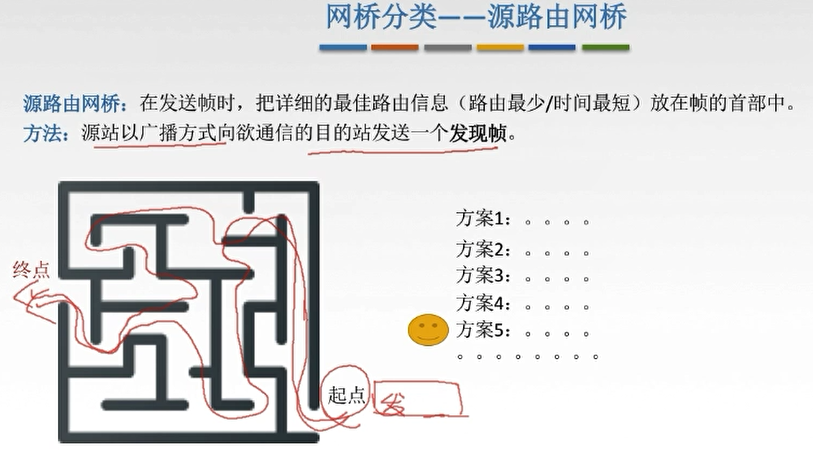 网桥分类——源路由网桥
源路由网桥：在发送帧时，把详细的最佳路由信息（路由最少/时间最短）放在帧的首部中。
方法：源站以广播方式向欲通信的目的站发送一个发现帧。
方案1：。。。。
方案2：。。。。
终点
方案3：。。。。
方案4：。。。。
方案5：。。。。
。。。。。。。。
起点
发